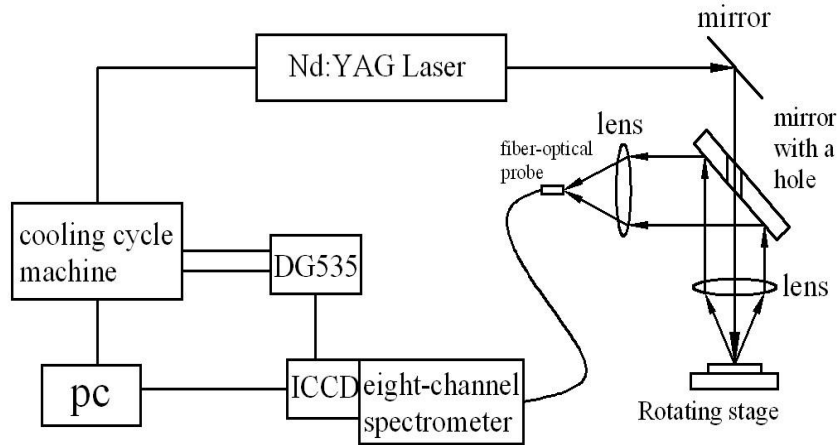 mirror
Nd:YAG Laser
mirror
with a
hole
lens
fiber-optical
probe
cooling cycle
machine
DG535
lens
pc
ICCD
eight-channel
spectrometer
Rotating stage